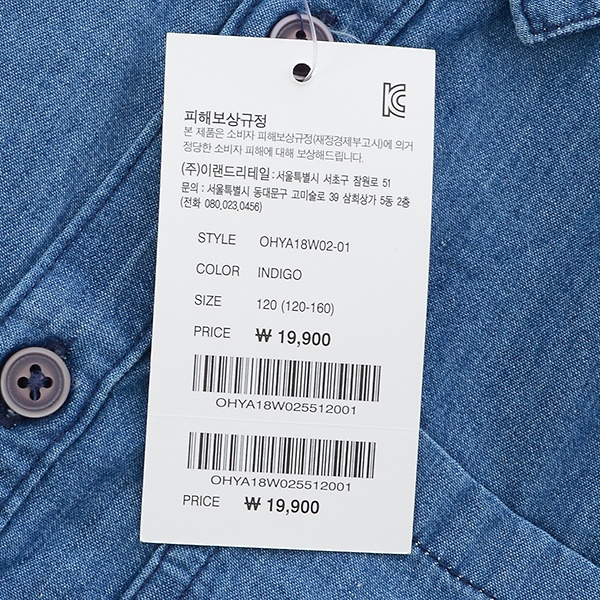 KC
피해보상규정
본 제품은 소비자 피해보상규정(재정경제부고시)에 의거
정당한 소비자 피해에 대해 보상해드립니다.
(주)이랜드리테일 : 서울특별시 서초구 잠원로 51
문의 : 서울특별시 동대문구 고미술로 39 삼희상가 5동 2층
(전화 080,023,0456)
STYLE OHYA18W02-01
COLOR INDIGO
SIZE 120 (120-160)
PRICE ₩ 19,900
OHYA18W025512001
OHYA18W025512001
PRICE ₩ 19,900